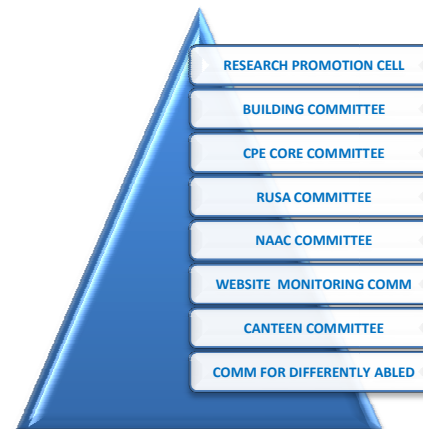 RESEARCH PROMOTION CELL
BUILDING COMMITTEE
CPE CORE COMMITTEE
RUSA COMMITTEE
NAAC COMMITTEE
WEBSITE MONITORING COMM
CANTEEN COMMITTEE
COMM FOR DIFFERENTLY ABLED